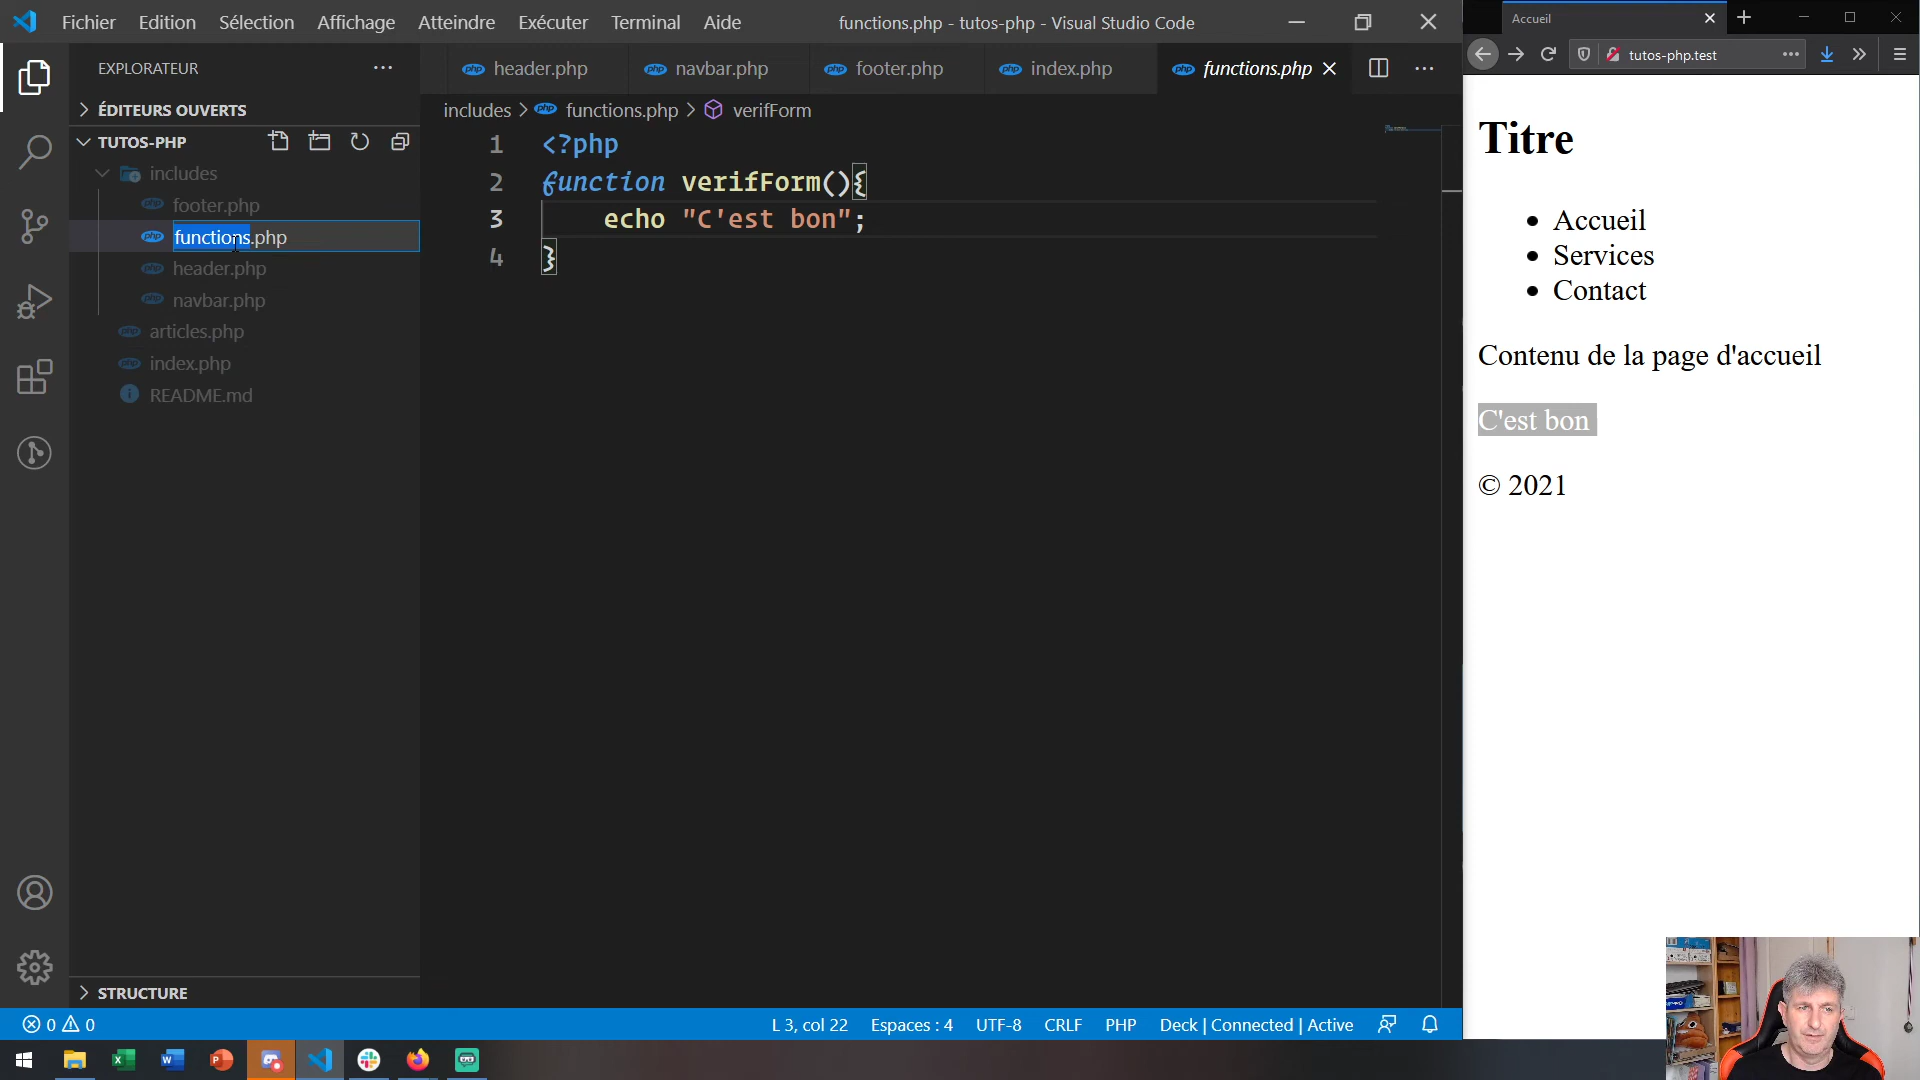 Fichier Edition Sélection Affichage Atteindre Exécuter Terminal Aide
functions.php - tutos-php - Visual Studio Code
EXPLORATEUR
ÉDITEURS OUVERTS
TUTOS-PHP
includes
footer.php
functions.php
header.php
navbar.php
articles.php
index.php
README.md
STRUCTURE
header.php navbar.php footer.php index.php functions.php
includes > functions.php > verifForm
1 <?php
2 function verifForm(){
3 echo "C'est bon";
4 }
0 0
L 3, col 22 Espaces : 4 UTF-8 CRLF PHP Deck | Connected | Active
Accueil
tutos-php.test
Titre
• Accueil
• Services
• Contact
Contenu de la page d'accueil
C'est bon
© 2021